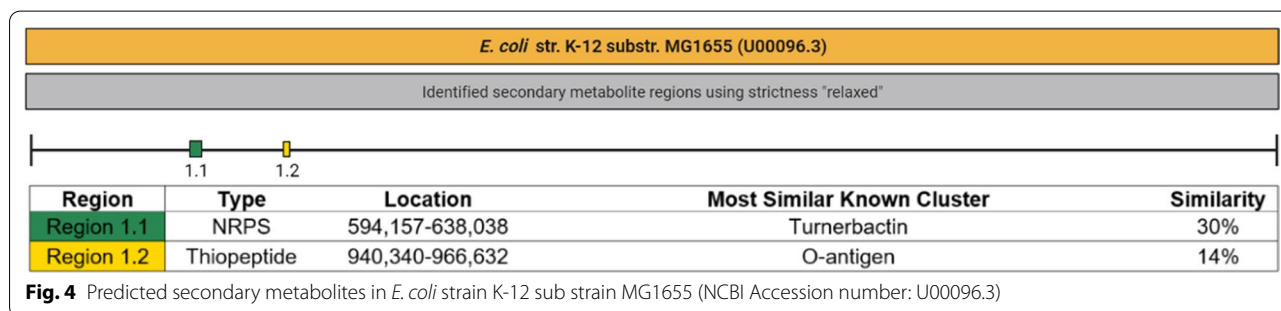 E. coli str. K-12 substr. MG1655 (U00096.3)
Identified secondary metabolite regions using strictness "relaxed"
1.1 1.2
Region Type Location Most Similar Known Cluster Similarity
Region 1.1 NRPS 594,157-638,038 Turnerbactin 30%
Region 1.2 Thiopeptide 940,340-966,632 O-antigen 14%
Fig. 4 Predicted secondary metabolites in E. coli strain K-12 sub strain MG1655 (NCBI Accession number: U00096.3)